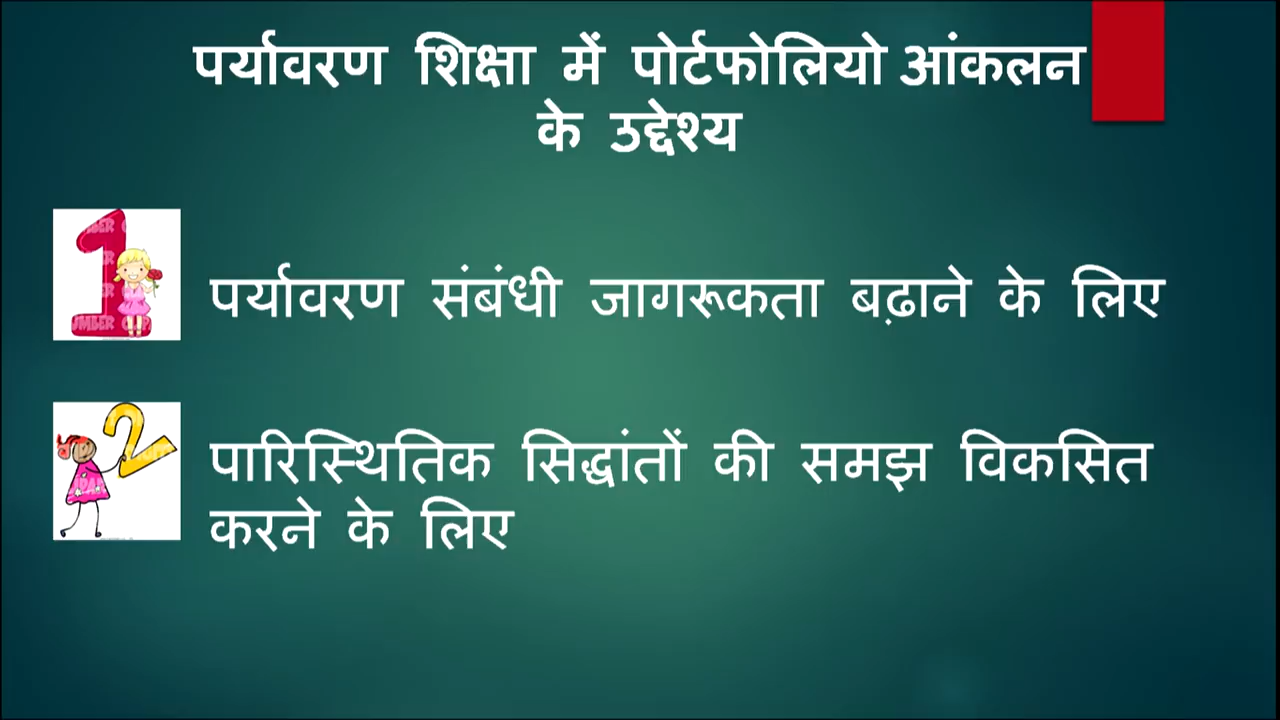 पर्यावरण शिक्षा में पोर्टफोलियो आंकलन
के उद्देश्य
पर्यावरण संबंधी जागरूकता बढ़ाने के लिए
पारिस्थितिक सिद्धांतों की समझ विकसित
करने के लिए